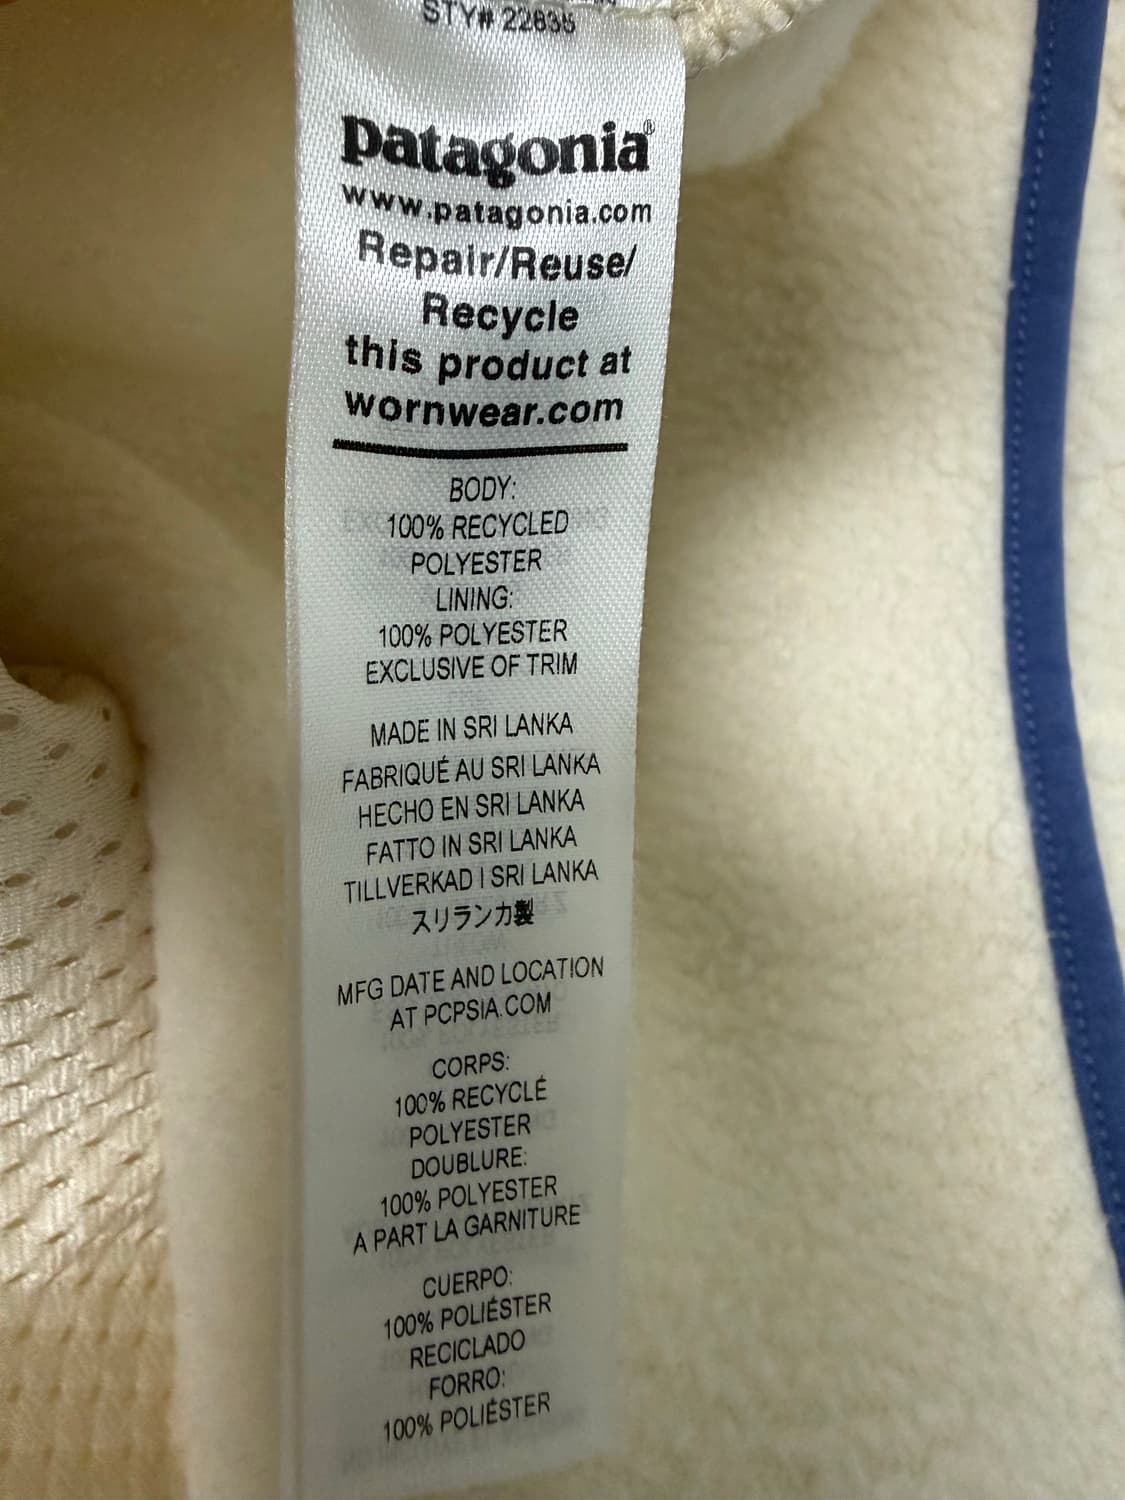 STY# 22835
patagonia®
www.patagonia.com
Repair/Reuse/
Recycle
this product at
wornwear.com
BODY:
100% RECYCLED
POLYESTER
LINING:
100% POLYESTER
EXCLUSIVE OF TRIM
MADE IN SRI LANKA
FABRIQUÉ AU SRI LANKA
HECHO EN SRI LANKA
FATTO IN SRI LANKA
TILLVERKAD I SRI LANKA
スリランカ製
MFG DATE AND LOCATION
AT PCPSIA.COM
CORPS:
100% RECYCLÉ
POLYESTER
DOUBLURE:
100% POLYESTER
A PART LA GARNITURE
CUERPO:
100% POLIÉSTER
RECICLADO
FORRO:
100% POLIÉSTER